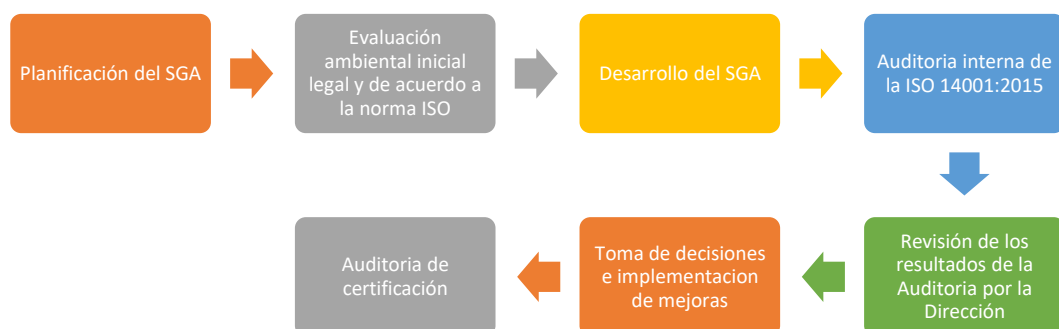 Planificación del SGA
Evaluación
ambiental inicial
legal y de acuerdo a
la norma ISO
Desarrollo del SGA
Auditoria interna de
la ISO 14001:2015
Revisión de los
resultados de la
Auditoria por la
Dirección
Toma de decisiones
e implementacion
de mejoras
Auditoria de
certificación